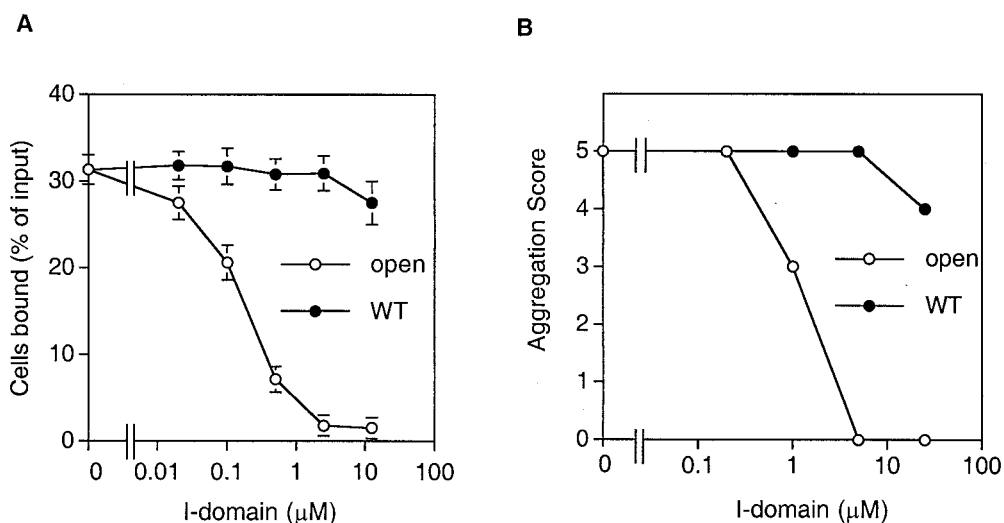 A
Cells bound (% of input)
40
30
20
10
0
open
WT
0 0.01 0.1 1 10 100
I-domain (μM)
B
Aggregation Score
5
4
3
2
1
0
open
WT
0 0.1 1 10 100
I-domain (μM)